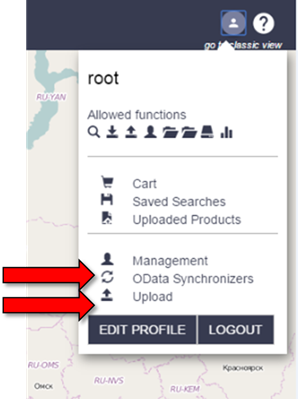 ?
go to classic view
root
RU-YAN
Allowed functions
Cart
Saved Searches
Uploaded Products
Management
OData Synchronizers
Upload
EDIT PROFILE LOGOUT
RU-OMS
Красноярск
Омск
RU-NVS
RU-KEM